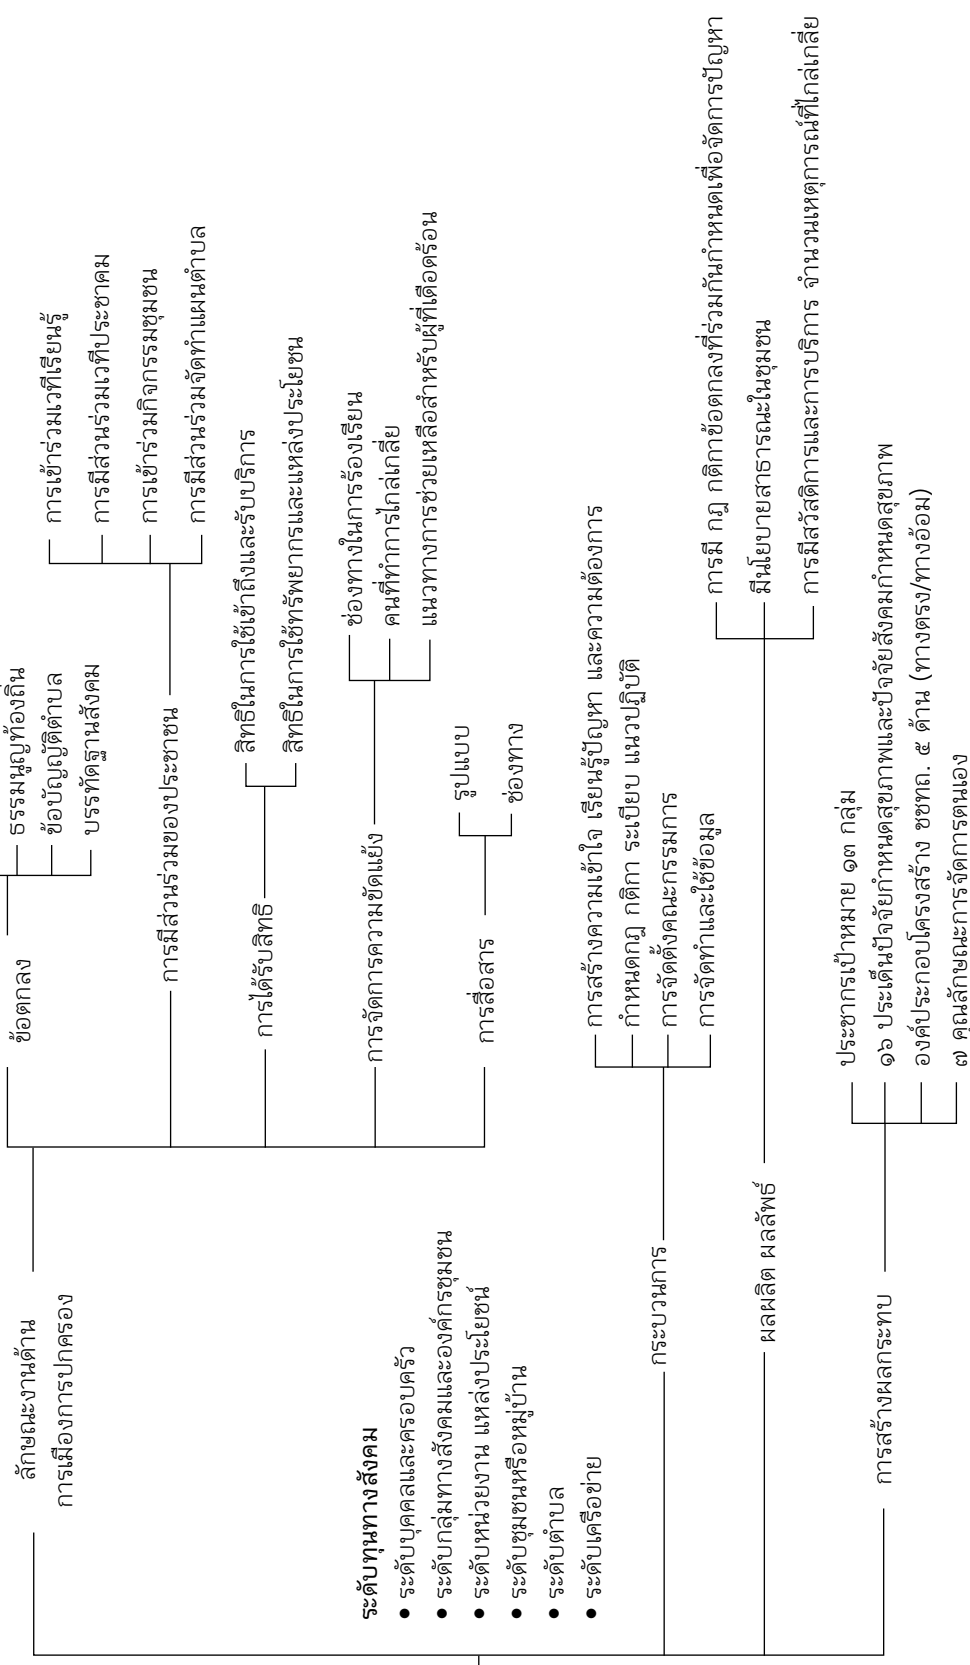 ลักษณะงานด้าน
การเมืองการปกครอง
ข้อตกลง
ธรรมนูญท้องถิ่น
ข้อบัญญัติตำบล
บรรทัดฐานสังคม
การมีส่วนร่วมของประชาชน
การเข้าร่วมเวทีเรียนรู้
การมีส่วนร่วมเวทีประชาคม
การเข้าร่วมกิจกรรมชุมชน
การมีส่วนร่วมจัดทำแผนตำบล
การได้รับสิทธิ
สิทธิในการใช้เข้าถึงและรับบริการ
สิทธิในการใช้ทรัพยากรและแหล่งประโยชน
การจัดการความขัดแย้ง
ช่องทางในการร้องเรียน
คนที่ทำการไกล่เกลี่ย
แนวทางการช่วยเหลือสำหรับผู้ที่เดือดร้อน
การสื่อสาร
รูปแบบ
ช่องทาง
ระดับทุนทางสังคม
• ระดับบุคคลและครอบครัว
• ระดับกลุ่มทางสังคมและองค์กรชุมชน
• ระดับหน่วยงาน แหล่งประโยชน์
• ระดับชุมชนหรือหมู่บ้าน
• ระดับตำบล
• ระดับเครือข่าย
กระบวนการ
การสร้างความเข้าใจ เรียนรู้ปัญหา และความต้องการ
กำหนดกฎ กติกา ระเบียบ แนวปฏิบัติ
การจัดตั้งคณะกรรมการ
การจัดทำและใช้ข้อมูล
ผลผลิต ผลลัพธ์
การมี กฎ กติกาข้อตกลงที่ร่วมกันกำหนดเพื่อจัดการปัญหา
มีนโยบายสาธารณะในชุมชน
การมีสวัสดิการและการบริการ จำนวนเหตุการณ์ที่ไกล่เกลี่ย
การสร้างผลกระทบ
ประชากรเป้าหมาย ๑๓ กลุ่ม
๑๖ ประเด็นปัจจัยกำหนดสุขภาพและปัจจัยสังคมกำหนดสุขภาพ
องค์ประกอบโครงสร้าง ชชทถ. ๕ ด้าน (ทางตรง/ทางอ้อม)
๗ คุณลักษณะการจัดการตนเอง